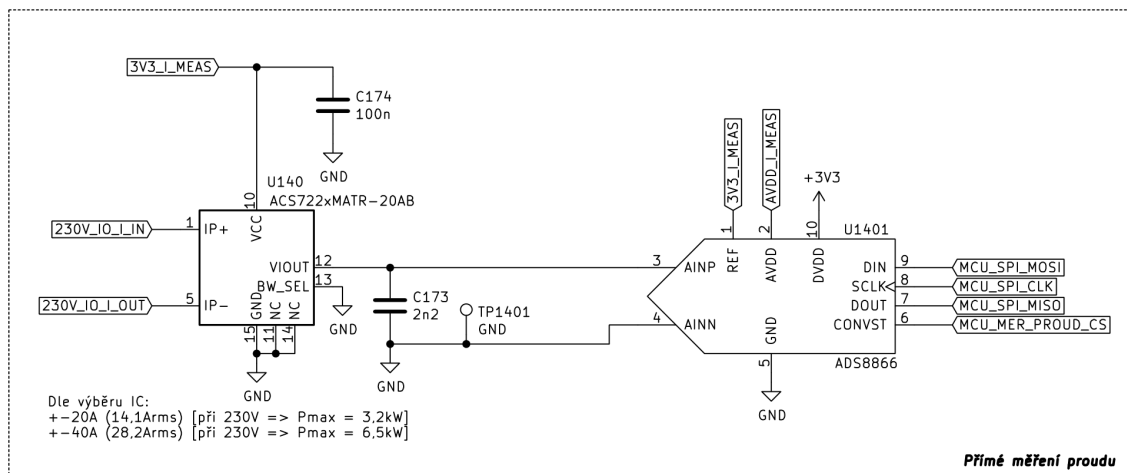 3V3_I_MEAS
C174
100n
GND
U140
ACS722xMATR-20AB
10
VCC
230V_IO_I_IN
1
IP+
230V_IO_I_OUT
5
IP-
VIOUT
12
BW_SEL
13
GND
NC
NC
15
11
14
GND
GND
C173
2n2
GND
TP1401
GND
3V3_I_MEAS
AVDD_I_MEAS
+3V3
1
2
10
U1401
REF
AVDD
DVDD
3
AINP
4
AINN
GND
5
GND
DIN
9
MCU_SPI_MOSI
SCLK
8
MCU_SPI_CLK
DOUT
7
MCU_SPI_MISO
CONVST
6
MCU_MER_PROUD_CS
ADS8866
Dle výběru IC:
+-20A (14,1Arms) [při 230V => Pmax = 3,2kW]
+-40A (28,2Arms) [při 230V => Pmax = 6,5kW]
Přímé měření proudu